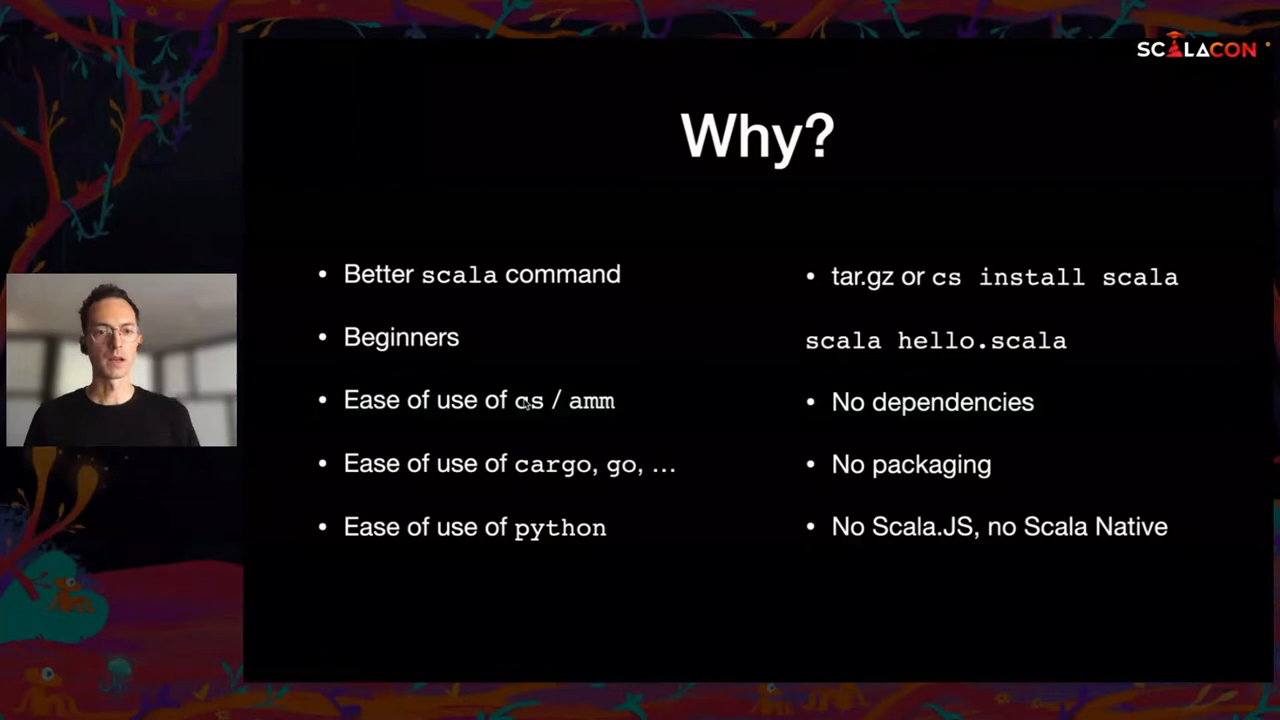 SCALACON
Why?
• Better scala command
• Beginners
• Ease of use of cs / amm
• Ease of use of cargo, go, …
• Ease of use of python
• tar.gz or cs install scala
scala hello.scala
• No dependencies
• No packaging
• No Scala.JS, no Scala Native